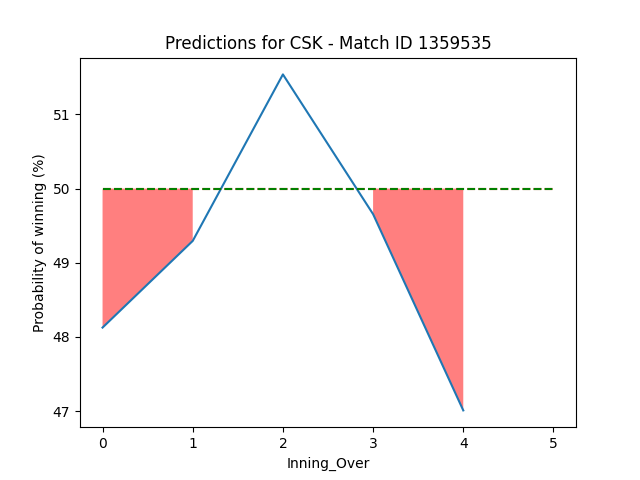 Predictions for CSK - Match ID 1359535
Probability of winning (%)
51
50
49
48
47
0 1 2 3 4 5
Inning_Over